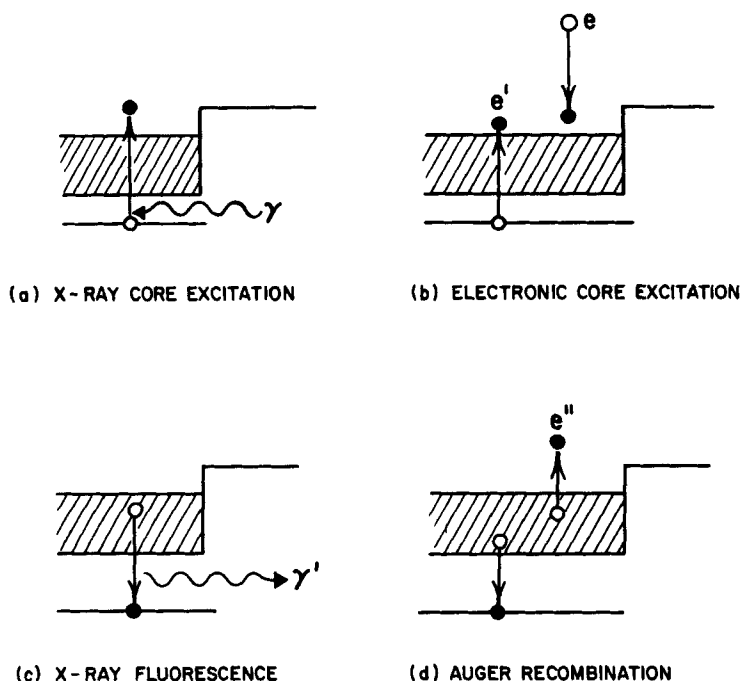 e
e'
γ
(a) X-RAY CORE EXCITATION
(b) ELECTRONIC CORE EXCITATION
e"
γ'
(c) X-RAY FLUORESCENCE
(d) AUGER RECOMBINATION